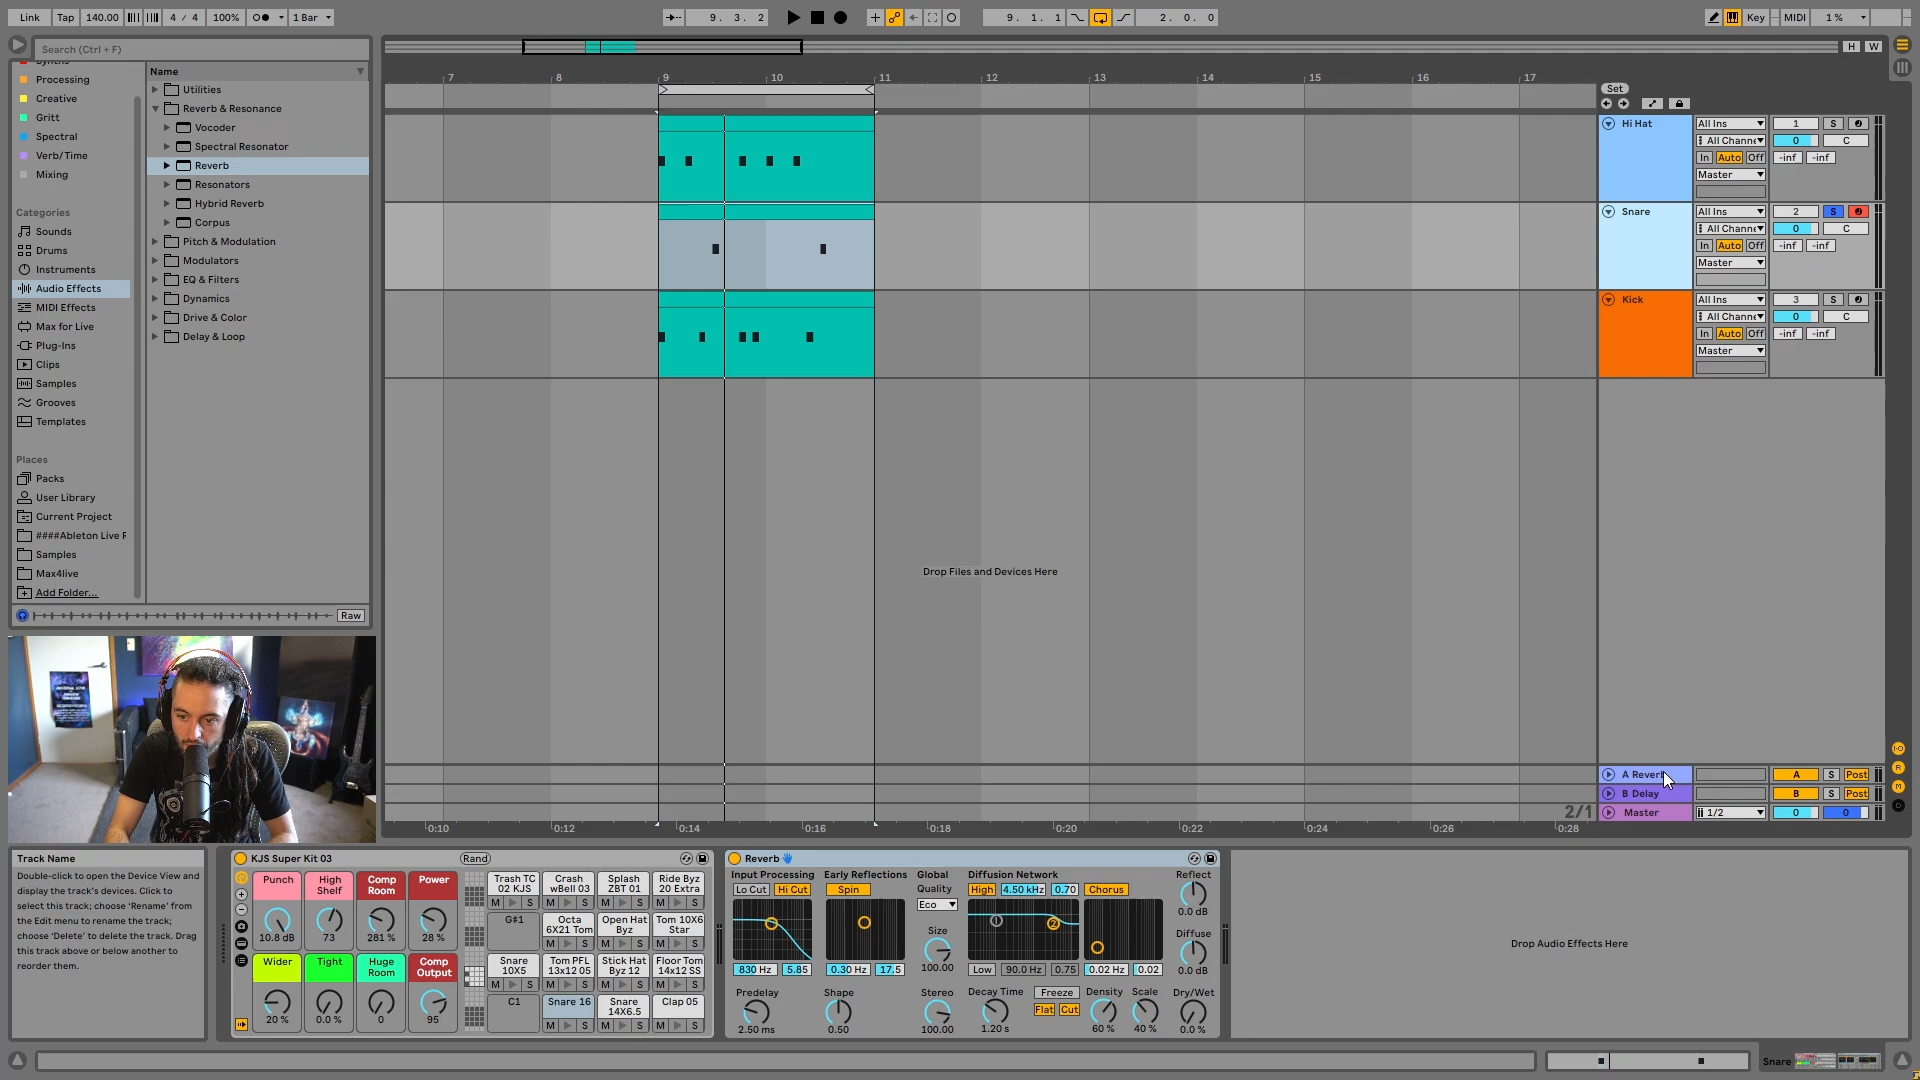 Link Tap 140.00 4 / 4 100% 1 Bar 9. 3. 2 9. 1. 1 2. 0. 0 Key MIDI 1 %
Search (Ctrl + F)
H W
Processing
Creative
Gritt
Spectral
Verb/Time
Mixing
Categories
Sounds
Drums
Instruments
Audio Effects
MIDI Effects
Max for Live
Plug-Ins
Clips
Samples
Grooves
Templates
Places
Packs
User Library
Current Project
####Ableton Live F
Samples
Max4live
Add Folder...
Raw
Name
Utilities
Reverb & Resonance
Vocoder
Spectral Resonator
Reverb
Resonators
Hybrid Reverb
Corpus
Pitch & Modulation
Modulators
EQ & Filters
Dynamics
Drive & Color
Delay & Loop
7 8 9 10 11 12 13 14 15 16 17
Set
Hi Hat All Ins 1 S
All Channe 0 C
In Auto Off -inf -inf
Master
Snare All Ins 2 S
All Channe 0 C
In Auto Off -inf -inf
Master
Kick All Ins 3 S
All Channe 0 C
In Auto Off -inf -inf
Master
Drop Files and Devices Here
A Reverb A S Post
B Delay B S Post
2/1 Master 1/2 0 0
0:10 0:12 0:14 0:16 0:18 0:20 0:22 0:24 0:26 0:28
Track Name
Double-click to open the Device View and
display the track's devices. Click to
select this track; choose 'Rename' from
the Edit menu to rename the track;
choose 'Delete' to delete the track. Drag
this track above or below another to
reorder them.
KJS Super Kit 03 Rand
Punch High Shelf Comp Room Power
10.8 dB 73 281 % 28 %
Wider Tight Huge Room Comp Output
20 % 0.0 % 0 95
Trash TC 02 KJS Crash wBell 03 Splash ZBT 01 Ride Byz 20 Extra
M S M S M S M S
G#1 Octa 6X21 Tom Open Hat Byz Tom 10X6 Star
M S M S M S
Snare 10X5 Tom PFL 13x12 05 Stick Hat Byz 12 Floor Tom 14x12 SS
M S M S M S M S
C1 Snare 16 Snare 14X6.5 Clap 05
M S M S M S
Reverb
Input Processing Early Reflections Global Diffusion Network Reflect
Lo Cut Hi Cut Spin Quality High 4.50 kHz 0.70 Chorus
Eco 0.0 dB
Size Diffuse
830 Hz 5.85 0.30 Hz 17.5 100.00 Low 90.0 Hz 0.75 0.02 Hz 0.02 0.0 dB
Predelay Shape Stereo Decay Time Freeze Density Scale Dry/Wet
Flat Cut
2.50 ms 0.50 100.00 1.20 s 60 % 40 % 0.0 %
Drop Audio Effects Here
Snare